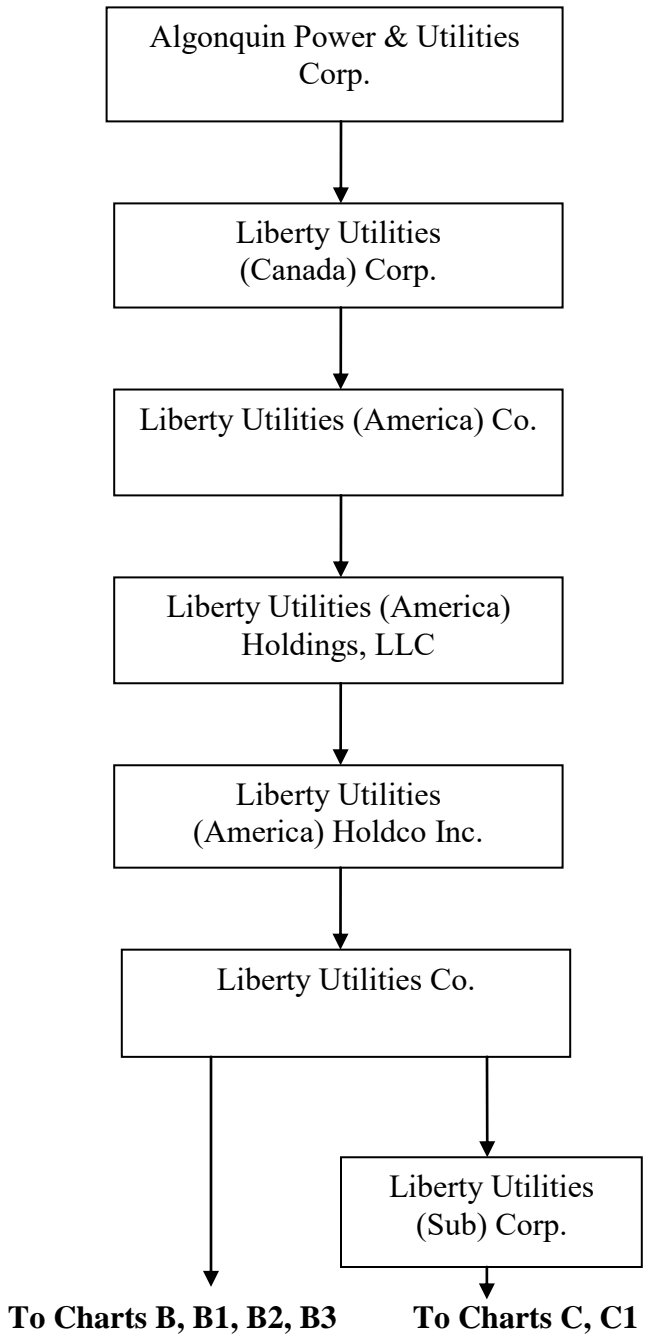 Algonquin Power & Utilities
Corp.
Liberty Utilities
(Canada) Corp.
Liberty Utilities (America) Co.
Liberty Utilities (America)
Holdings, LLC
Liberty Utilities
(America) Holdco Inc.
Liberty Utilities Co.
Liberty Utilities
(Sub) Corp.
To Charts B, B1, B2, B3
To Charts C, C1